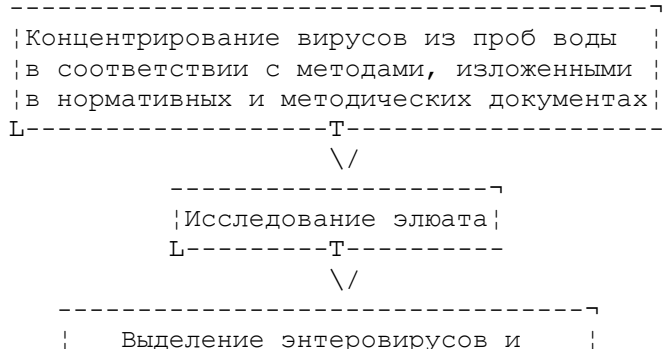 Концентрирование вирусов из проб воды
в соответствии с методами, изложенными
в нормативных и методических документах
Исследование элюата
Выделение энтеровирусов и